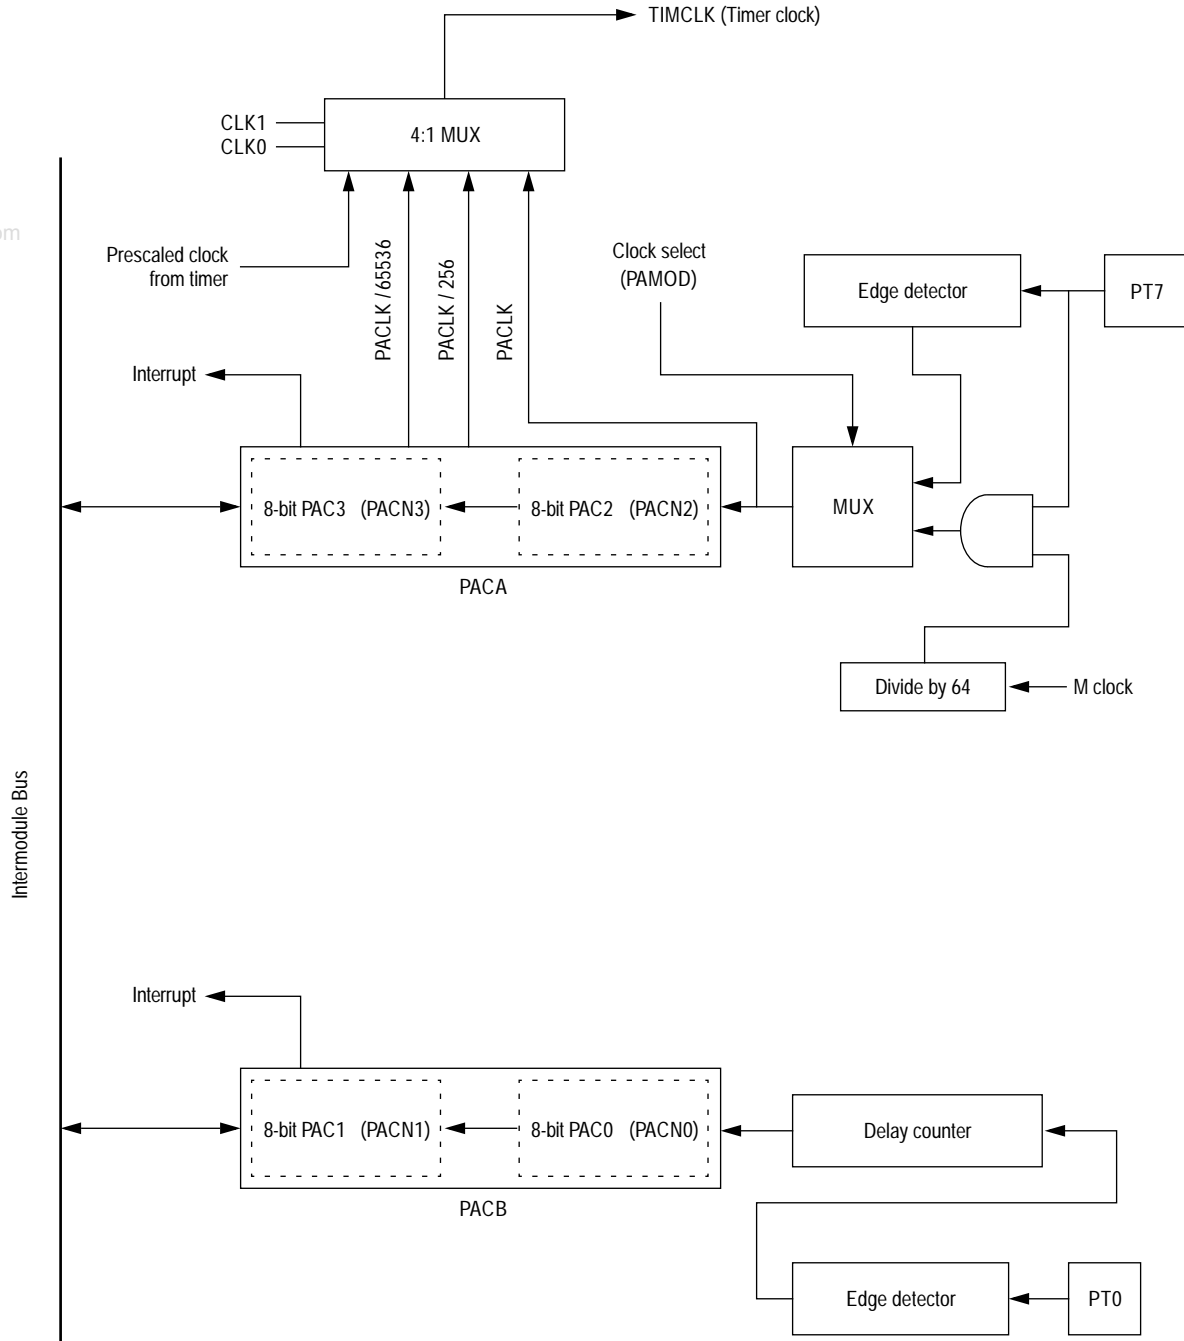 TIMCLK (Timer clock)
CLK1
CLK0
4:1 MUX
om
Prescaled clock
from timer
PACLK / 65536
PACLK / 256
PACLK
Clock select
(PAMOD)
Edge detector
PT7
Interrupt
8-bit PAC3 (PACN3)
8-bit PAC2 (PACN2)
MUX
PACA
Divide by 64
M clock
Intermodule Bus
Interrupt
8-bit PAC1 (PACN1)
8-bit PAC0 (PACN0)
Delay counter
PACB
Edge detector
PT0